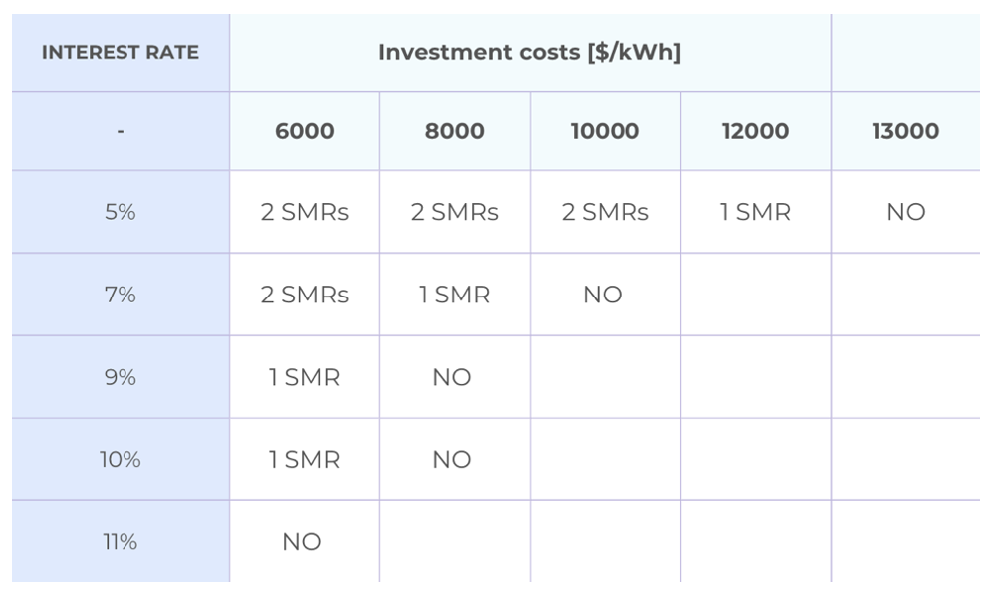 INTEREST RATE Investment costs [$/kWh]
- 6000 8000 10000 12000 13000
5% 2 SMRs 2 SMRs 2 SMRs 1 SMR NO
7% 2 SMRs 1 SMR NO
9% 1 SMR NO
10% 1 SMR NO
11% NO